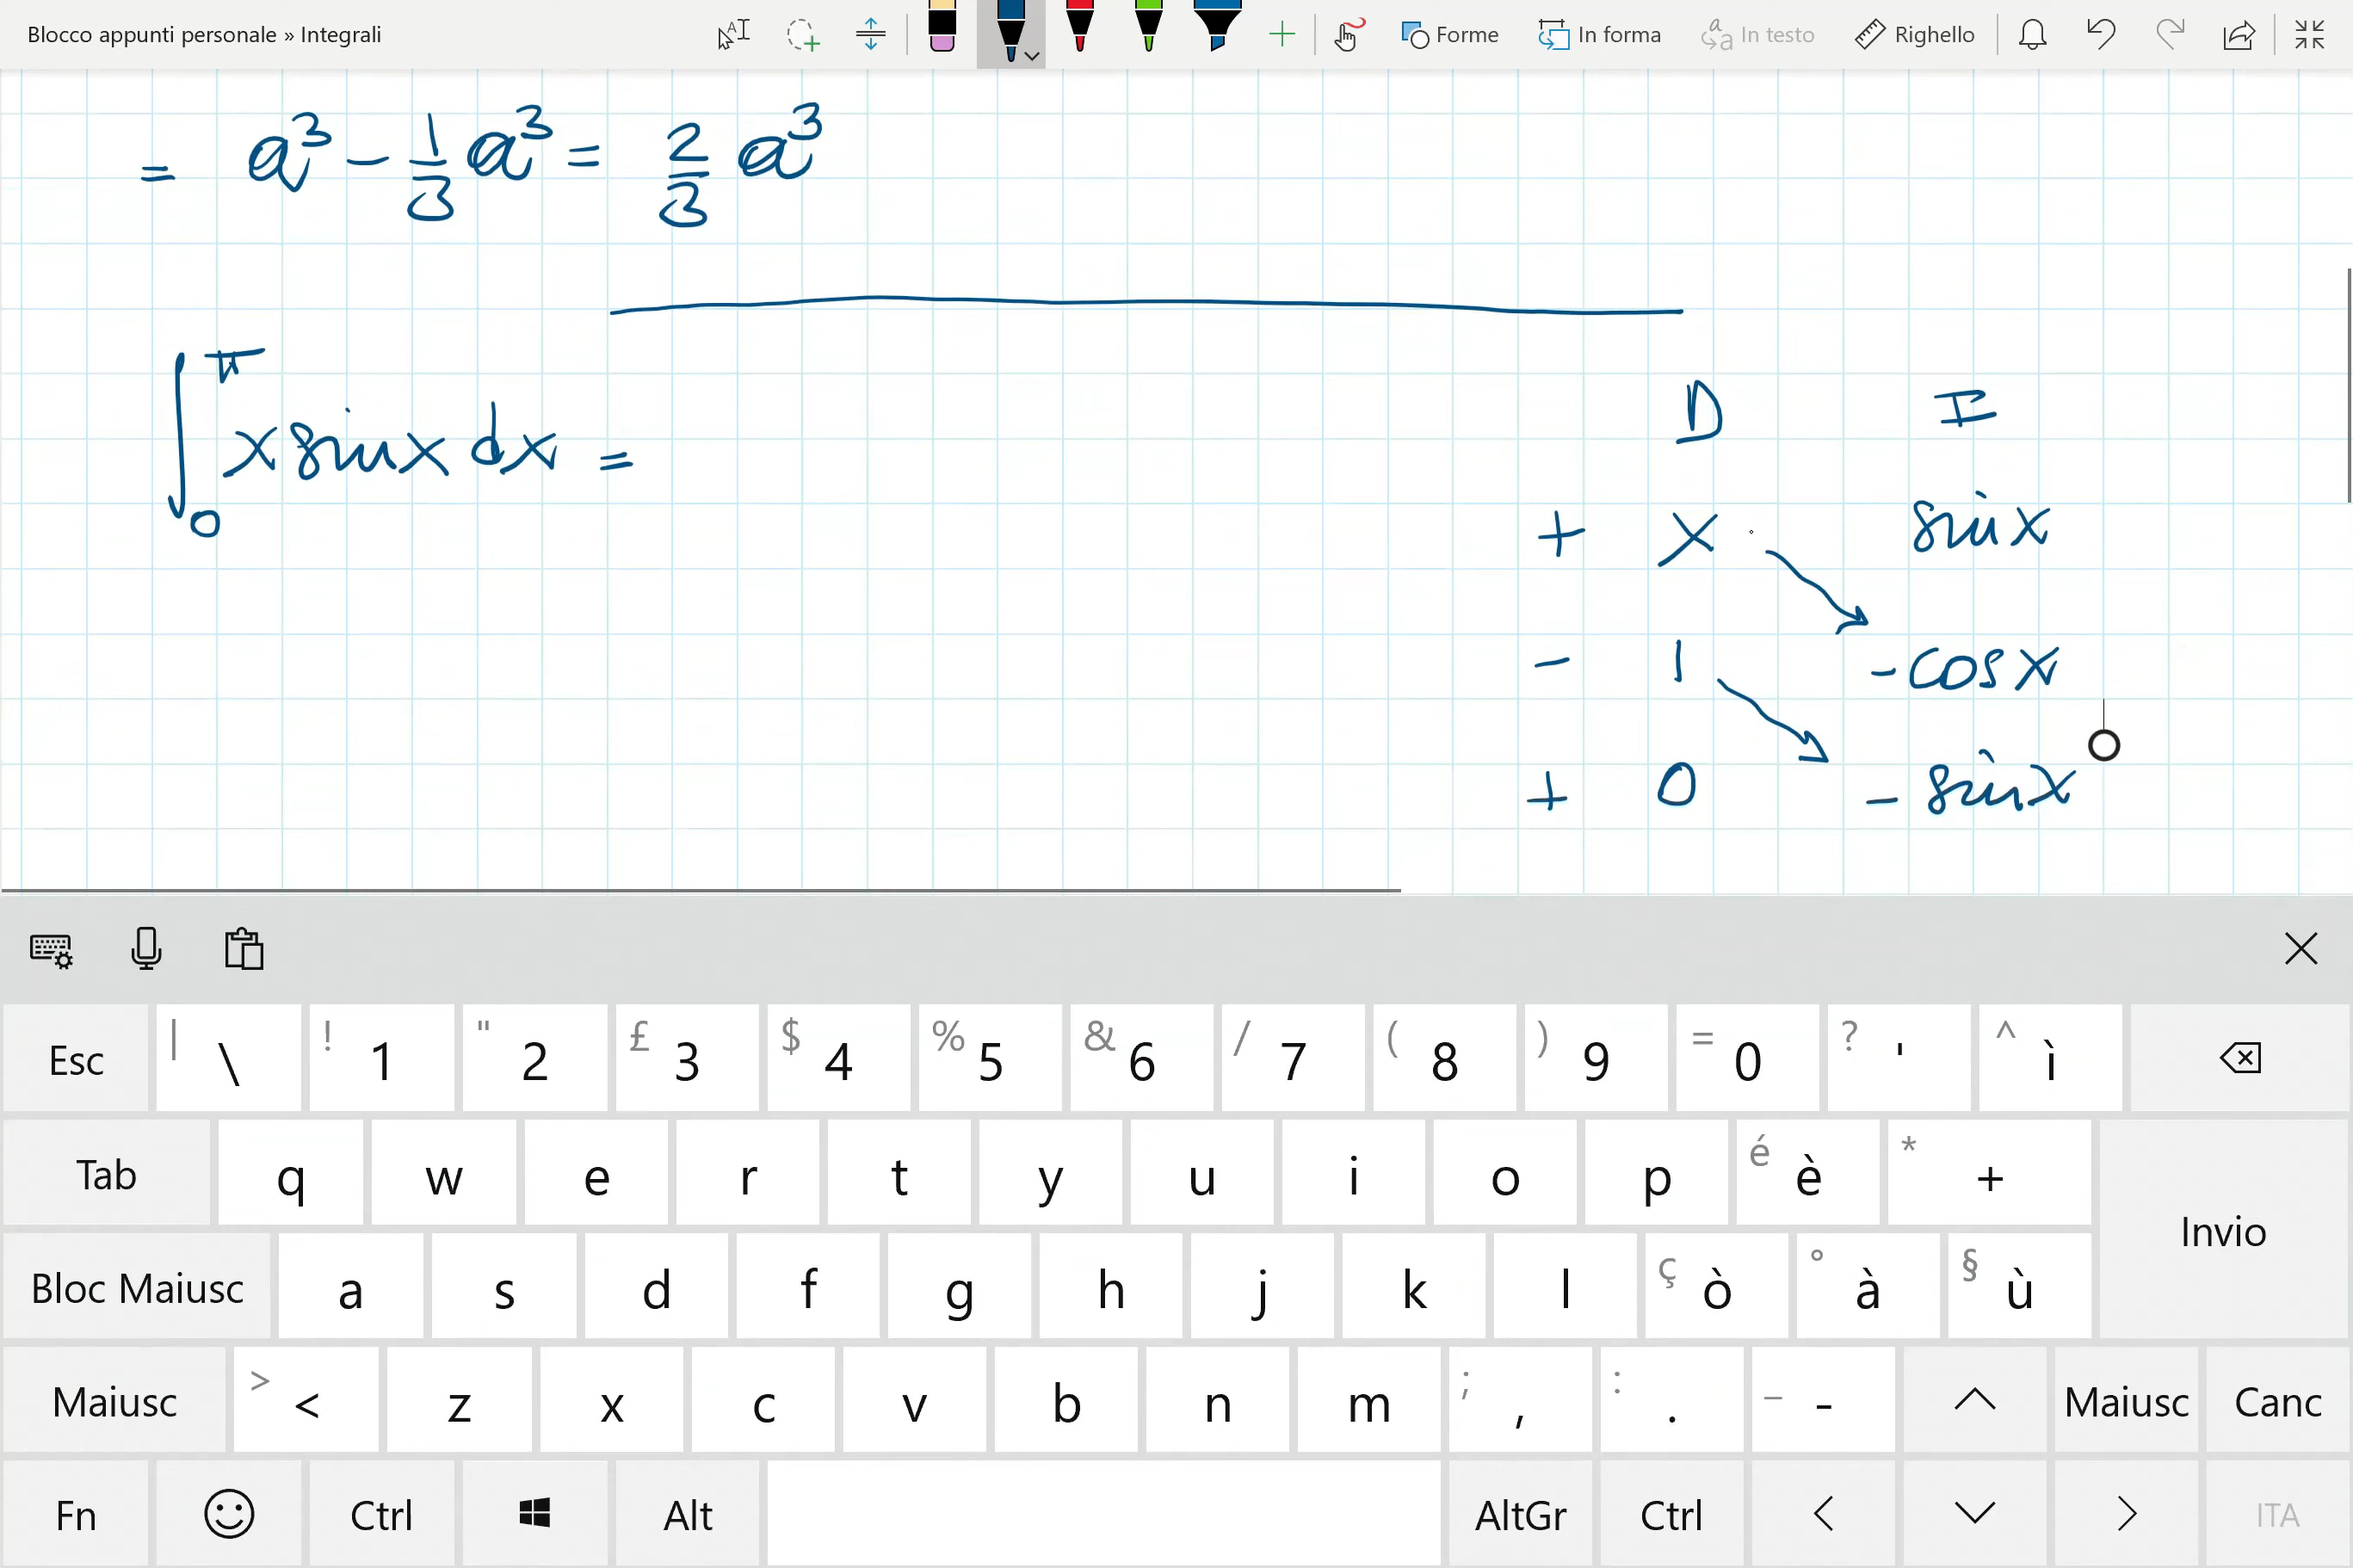 Blocco appunti personale » Integrali Forme In forma In testo Righello
= a³ - 1/3 a³ = 2/3 a³
∫₀^π x sin x dx =
D I
+ x sin x
- 1 -cos x
+ 0 - sin x
Esc | \ ! 1 " 2 £ 3 $ 4 % 5 & 6 / 7 ( 8 ) 9 = 0 ? ' ^ ì
Tab q w e r t y u i o p é è * +
Invio
Bloc Maiusc a s d f g h j k l ç ò ° à § ù
Maiusc > < z x c v b n m ; , : . _ - Maiusc Canc
Fn Ctrl Alt AltGr Ctrl ITA